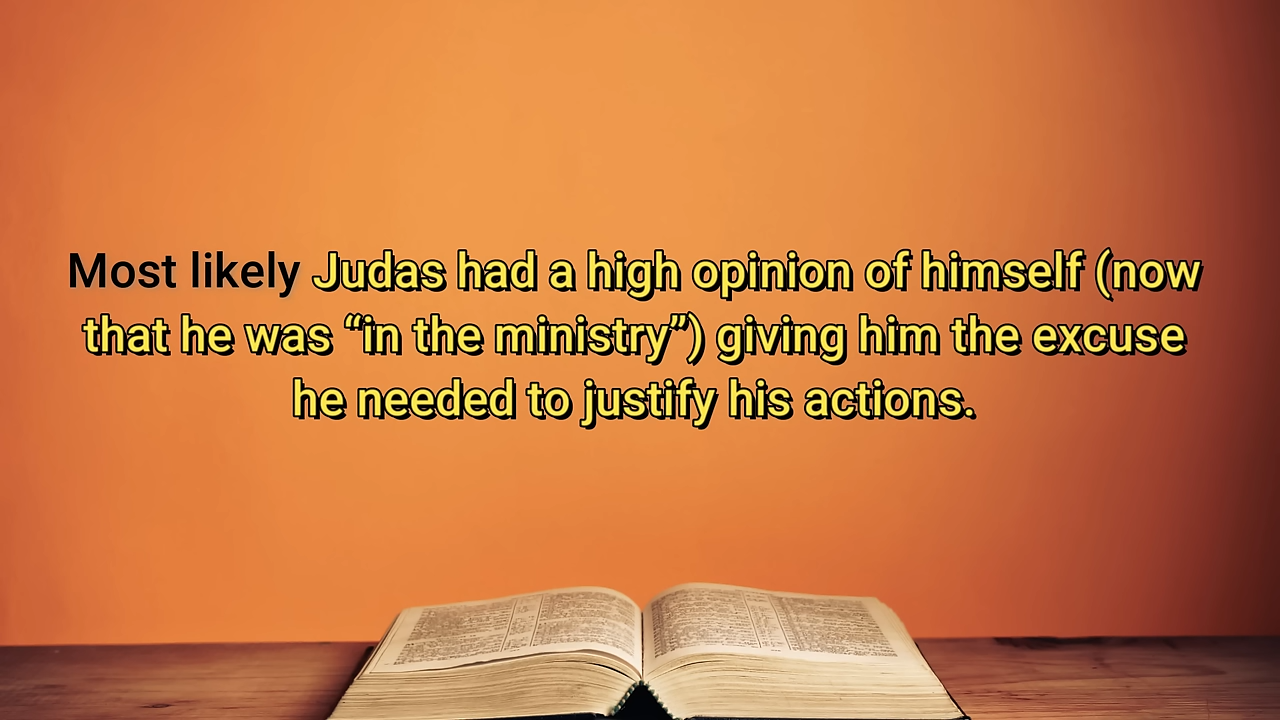 Most likely Judas had a high opinion of himself (now
that he was “in the ministry”) giving him the excuse
he needed to justify his actions.